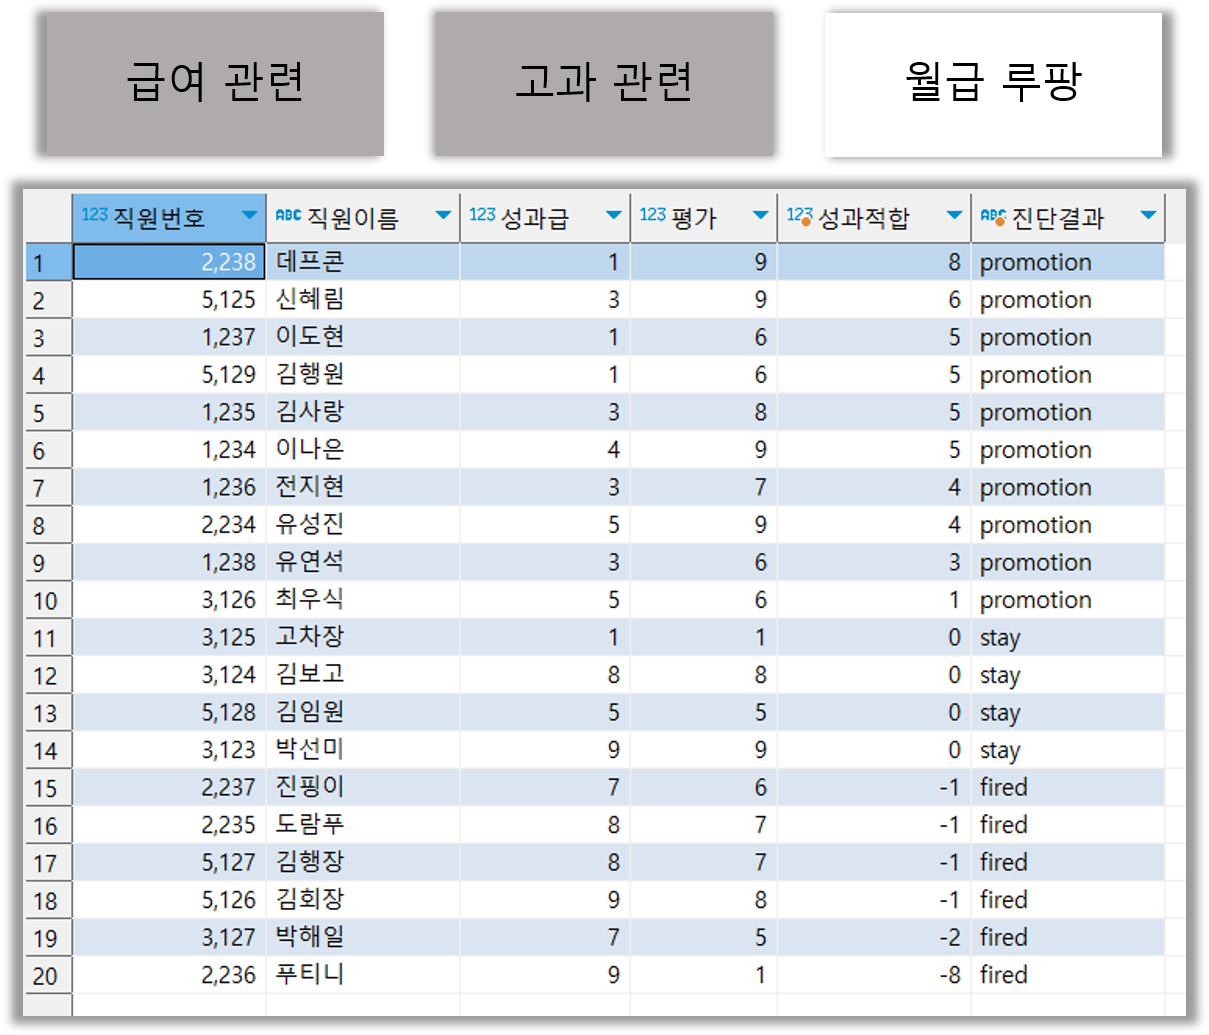 급여 관련 고과 관련 월급 루팡
123 직원번호 ABC 직원이름 123 성과급 123 평가 123 성과적합 ABC 진단결과
1 2,238 데프콘 1 9 8 promotion
2 5,125 신혜림 3 9 6 promotion
3 1,237 이도현 1 6 5 promotion
4 5,129 김행원 1 6 5 promotion
5 1,235 김사랑 3 8 5 promotion
6 1,234 이나은 4 9 5 promotion
7 1,236 전지현 3 7 4 promotion
8 2,234 유성진 5 9 4 promotion
9 1,238 유연석 3 6 3 promotion
10 3,126 최우식 5 6 1 promotion
11 3,125 고차장 1 1 0 stay
12 3,124 김보고 8 8 0 stay
13 5,128 김임원 5 5 0 stay
14 3,123 박선미 9 9 0 stay
15 2,237 진핑이 7 6 -1 fired
16 2,235 도람푸 8 7 -1 fired
17 5,127 김행장 8 7 -1 fired
18 5,126 김회장 9 8 -1 fired
19 3,127 박해일 7 5 -2 fired
20 2,236 푸티니 9 1 -8 fired